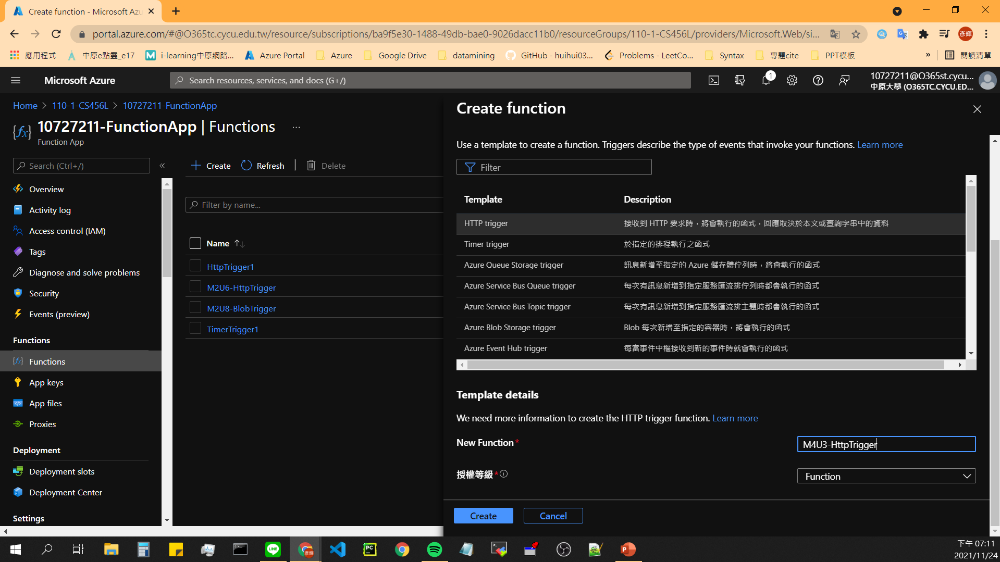 Create function - Microsoft Azu
portal.azure.com/#@O365tc.cycu.edu.tw/resource/subscriptions/ba9f5e30-1488-49db-bae0-9026dacc11b0/resourceGroups/110-1-CS456L/providers/Microsoft.Web/si...
彥輝
應用程式
中原e點靈_e17
i-learning中原網路...
Azure Portal
Azure
Google Drive
datamining
GitHub - huihui03...
Problems - LeetCo...
Syntax
專題cite
PPT模板
»
閱讀清單
Microsoft Azure
Search resources, services, and docs (G+/)
1
10727211@O365st.cycu...
中原大學 (O365TC.CYCU.ED...
Home > 110-1-CS456L > 10727211-FunctionApp
10727211-FunctionApp | Functions ...
Function App
Search (Ctrl+/)
«
Overview
Activity log
Access control (IAM)
Tags
Diagnose and solve problems
Security
Events (preview)
Functions
Functions
App keys
App files
Proxies
Deployment
Deployment slots
Deployment Center
Settings
Create
Refresh
Delete
Filter by name...
Name
HttpTrigger1
M2U6-HttpTrigger
M2U8-BlobTrigger
TimerTrigger1
Create function
Use a template to create a function. Triggers describe the type of events that invoke your functions. Learn more
Filter
Template Description
HTTP trigger 接收到 HTTP 要求時，將會執行的函式，回應取決於本文或查詢字串中的資料
Timer trigger 於指定的排程執行之函式
Azure Queue Storage trigger 訊息新增至指定的 Azure 儲存體佇列時，將會執行的函式
Azure Service Bus Queue trigger 每次有訊息新增到指定服務匯流排佇列時都會執行的函式
Azure Service Bus Topic trigger 每次有訊息新增到指定服務匯流排主題時都會執行的函式
Azure Blob Storage trigger Blob 每次新增至指定的容器時，將會執行的函式
Azure Event Hub trigger 每當事件中樞接收到新的事件時就會執行的函式
Template details
We need more information to create the HTTP trigger function. Learn more
New Function*
M4U3-HttpTrigger
授權等級*
Function
Create
Cancel
下午 07:11
2021/11/24